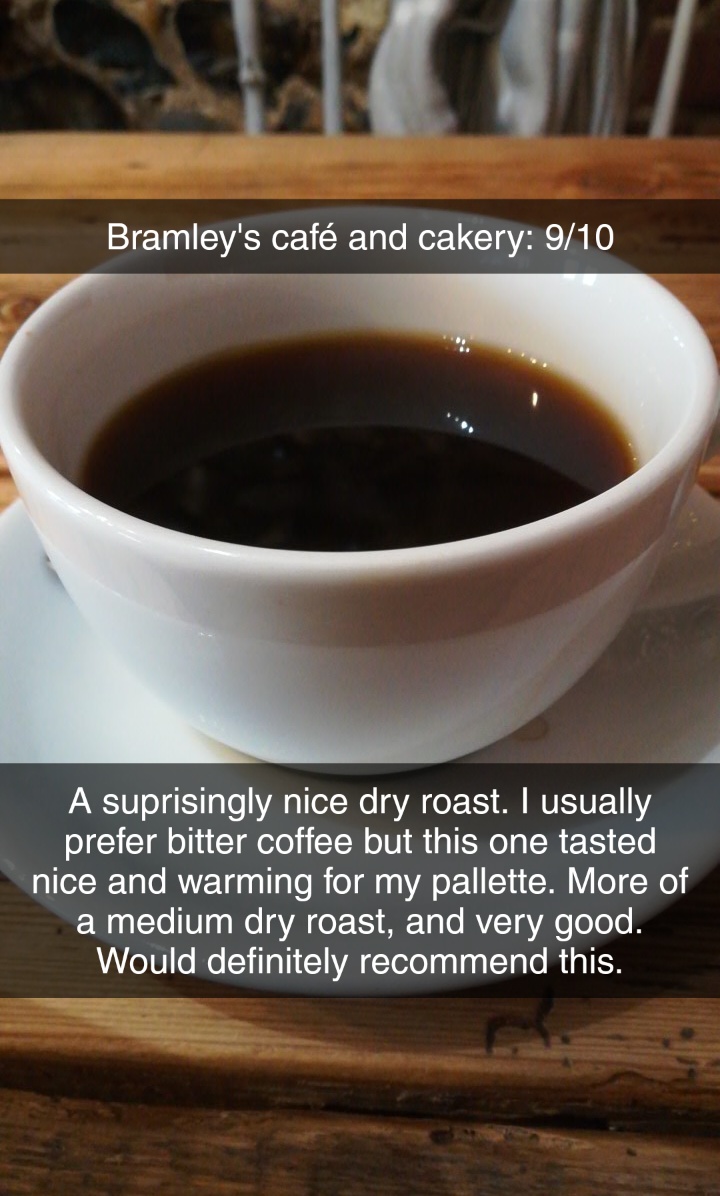 Bramley's café and cakery: 9/10
A suprisingly nice dry roast. I usually
prefer bitter coffee but this one tasted
nice and warming for my pallette. More of
a medium dry roast, and very good.
Would definitely recommend this.